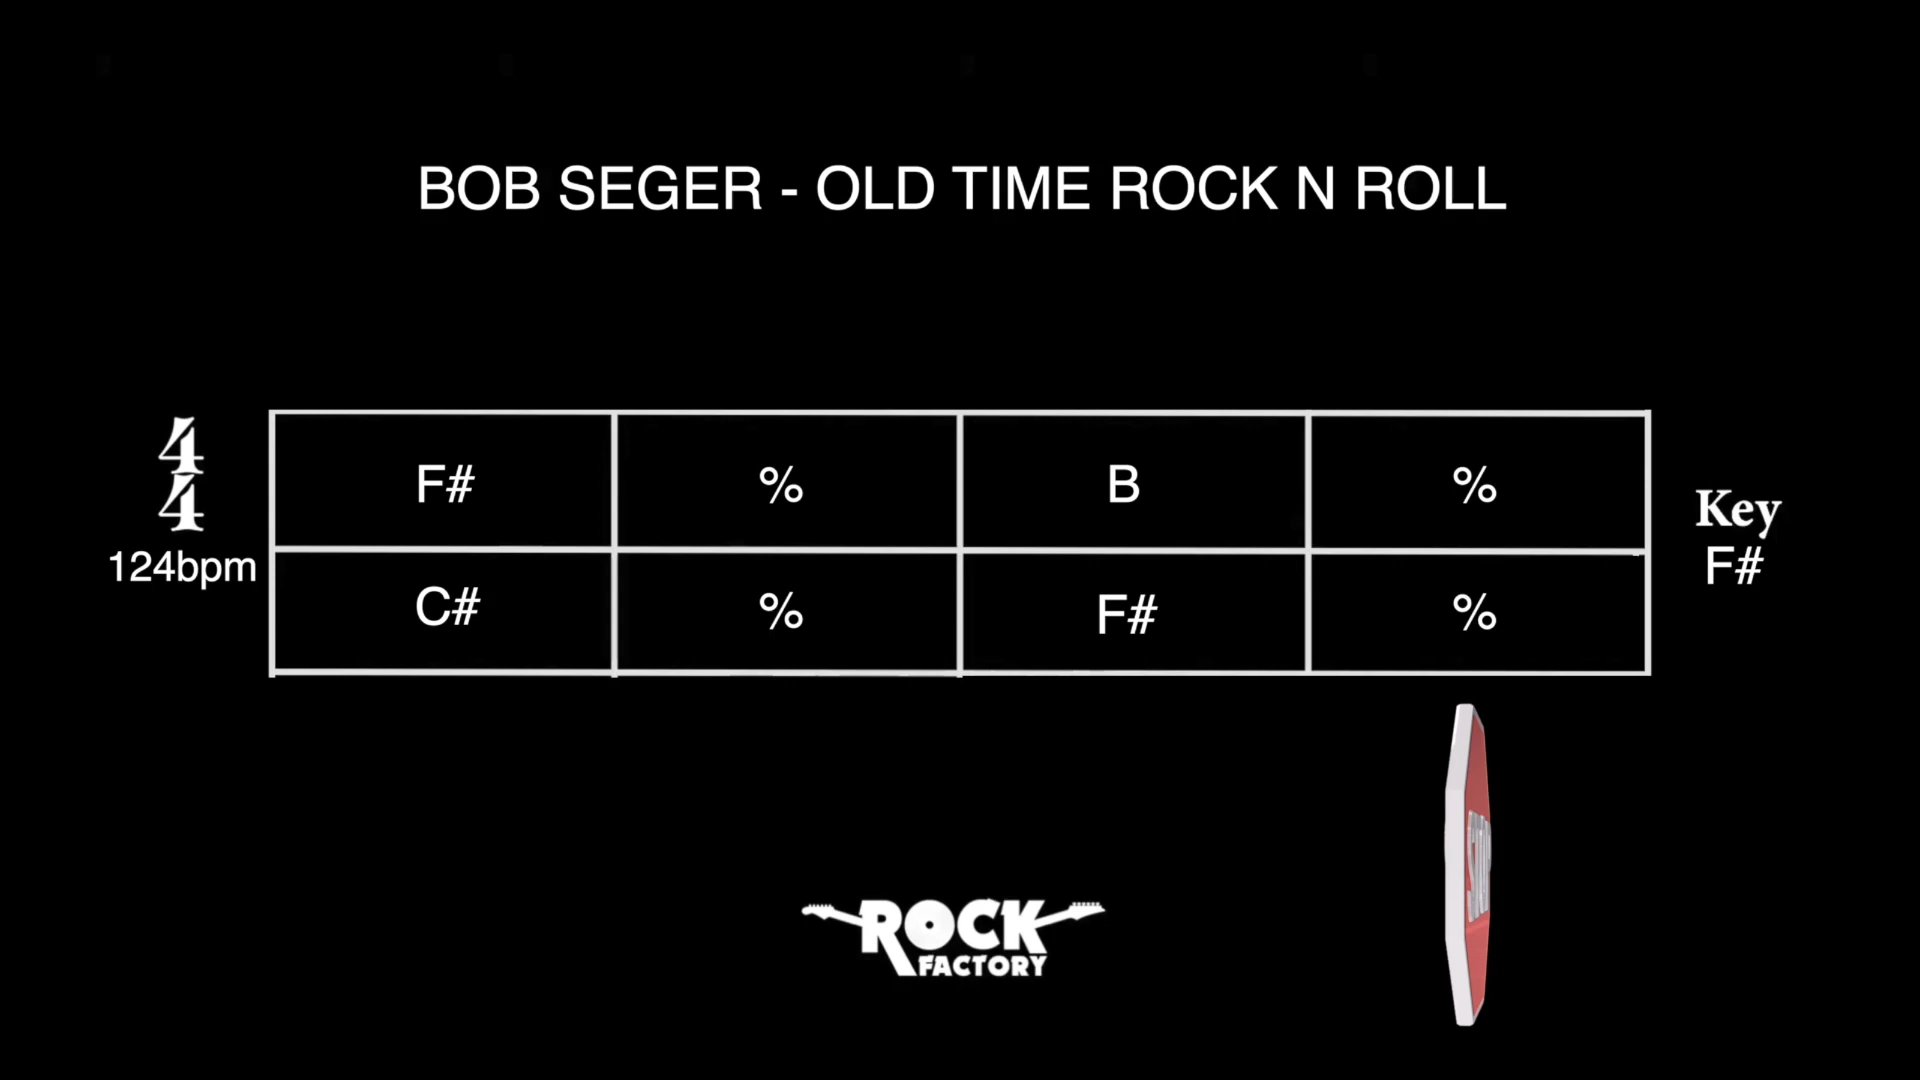 BOB SEGER - OLD TIME ROCK N ROLL
4
4
124bpm
F# % B %
C# % F# %
Key
F#
STOP
ROCK
FACTORY